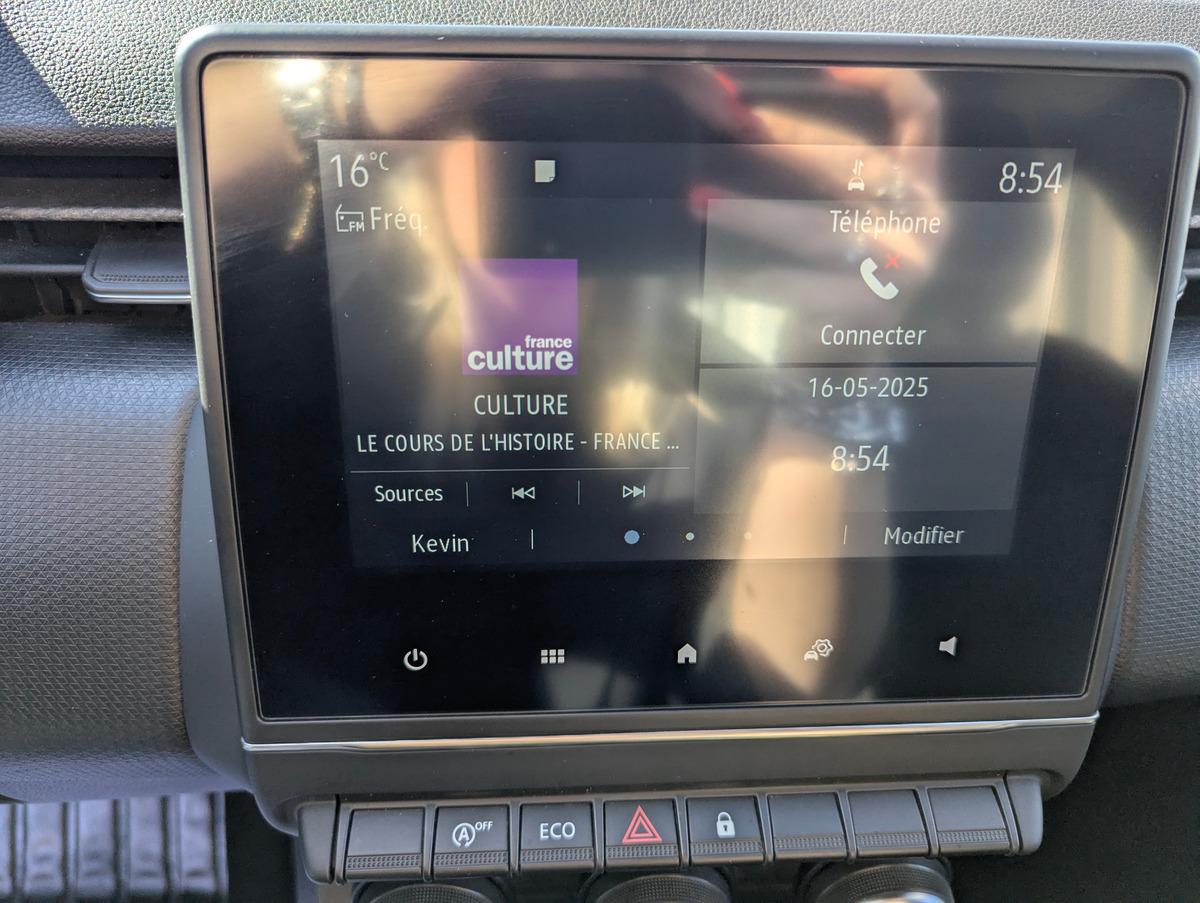 16°C
8:54
FM Fréq.
Téléphone
france
culture
Connecter
CULTURE
16-05-2025
LE COURS DE L'HISTOIRE - FRANCE ...
8:54
Sources
Kevin
Modifier
A OFF
ECO